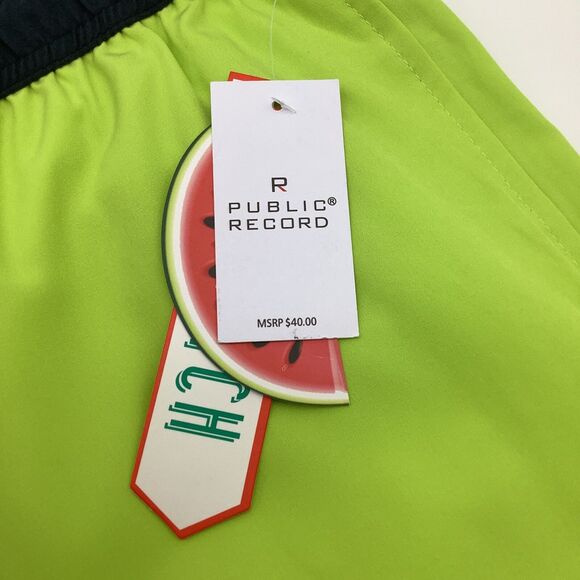 R
PUBLIC®
RECORD
MSRP $40.00